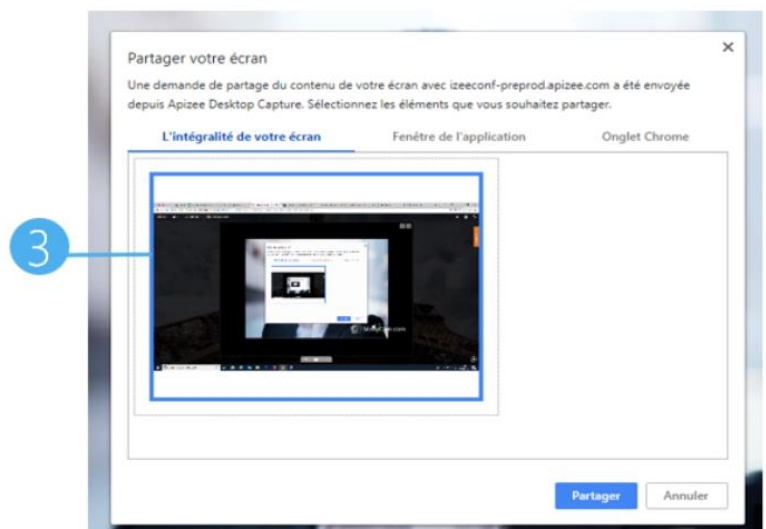 Partager votre écran
Une demande de partage du contenu de votre écran avec izeeconf-preprod.apizee.com a été envoyée
depuis Apizee Desktop Capture. Sélectionnez les éléments que vous souhaitez partager.
L'intégralité de votre écran Fenêtre de l'application Onglet Chrome
3
Partager Annuler